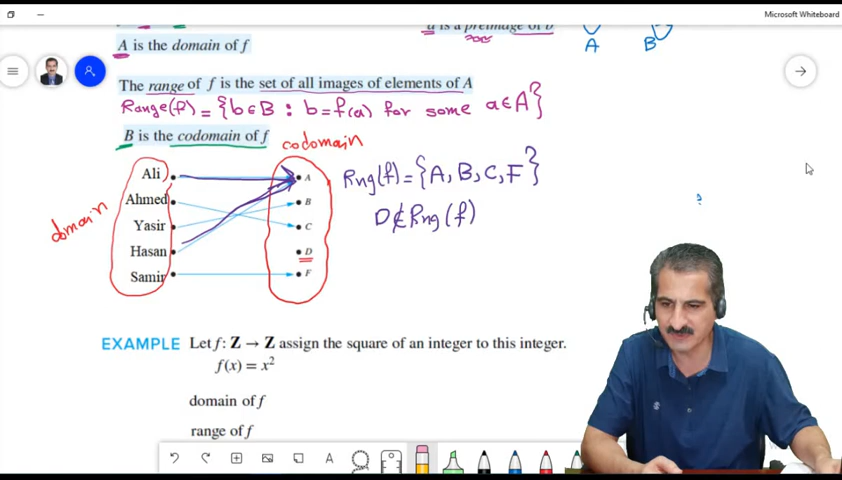 Microsoft Whiteboard
a is a preimage of b
A is the domain of f
A B
The range of f is the set of all images of elements of A
Range(f) = {b∈B : b=f(a) for some a∈A}
B is the codomain of f
codomain
domain
Ali
Ahmed
Yasir
Hasan
Samir
A
B
C
D
F
Rng(f) = {A, B, C, F}
D∉Rng(f)
EXAMPLE Let f: Z → Z assign the square of an integer to this integer.
f(x) = x²
domain of f
range of f